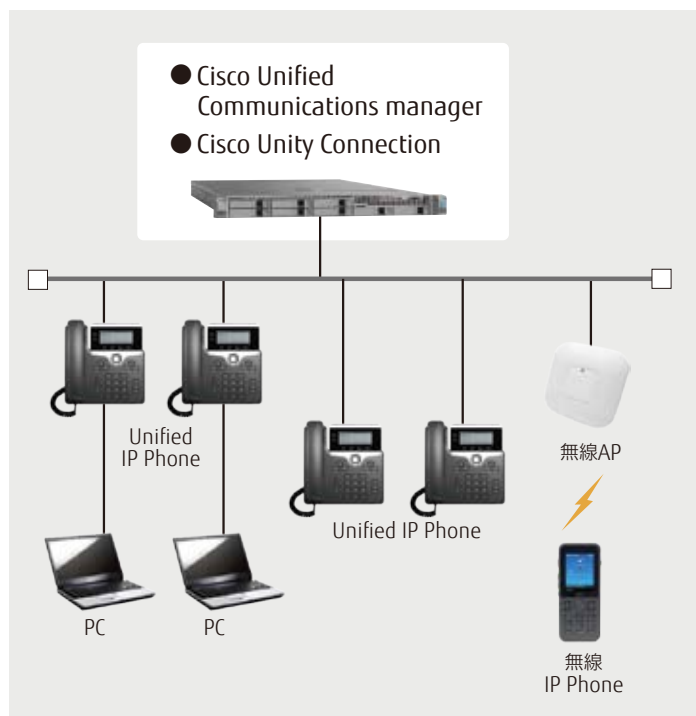 ● Cisco Unified
Communications manager
● Cisco Unity Connection
Unified
IP Phone
無線AP
Unified IP Phone
PC
PC
無線
IP Phone